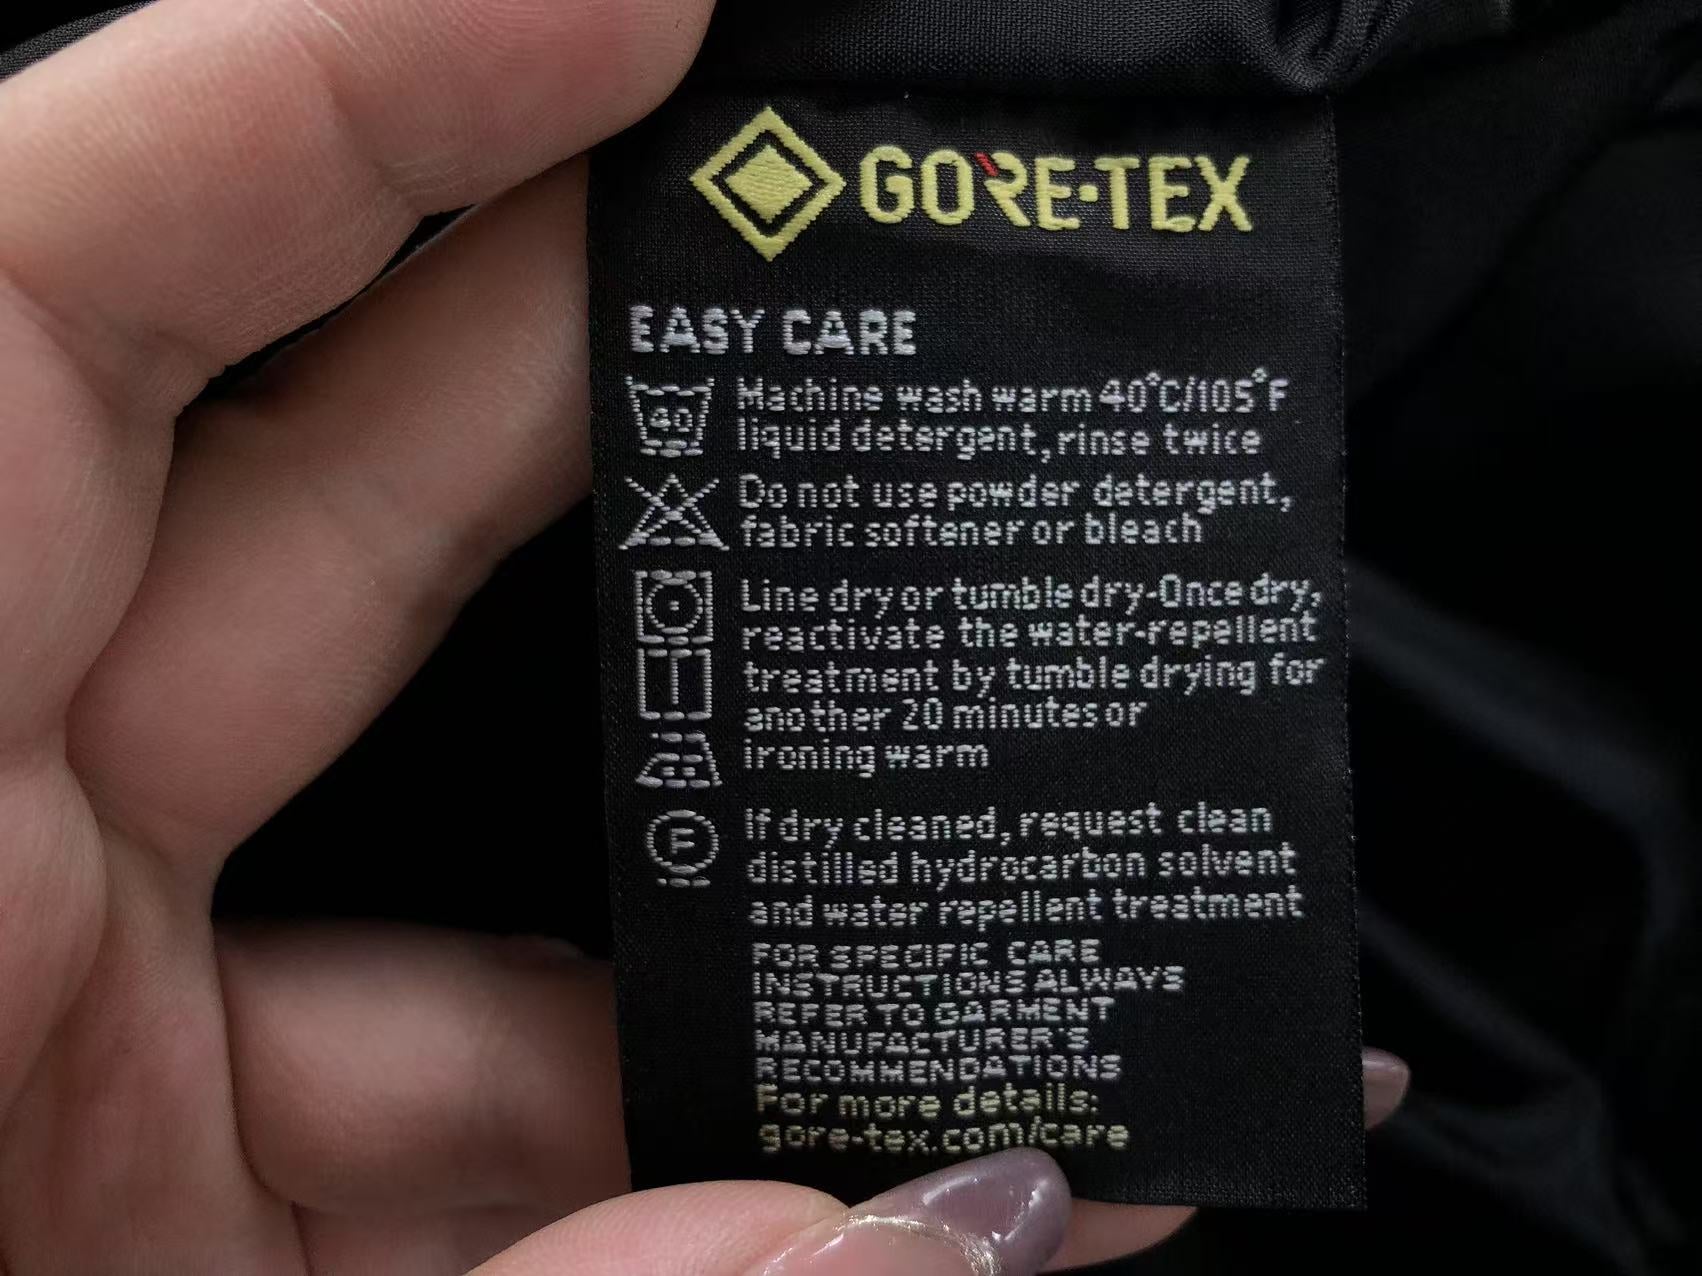 GORE-TEX
EASY CARE
40
Machine wash warm 40°C/105°F
liquid detergent, rinse twice
Do not use powder detergent,
fabric softener or bleach
Line dry or tumble dry-Once dry,
reactivate the water-repellent
treatment by tumble drying for
another 20 minutes or
ironing warm
F
If dry cleaned, request clean
distilled hydrocarbon solvent
and water repellent treatment
FOR SPECIFIC CARE
INSTRUCTIONS ALWAYS
REFER TO GARMENT
MANUFACTURER'S
RECOMMENDATIONS
For more details:
gore-tex.com/care